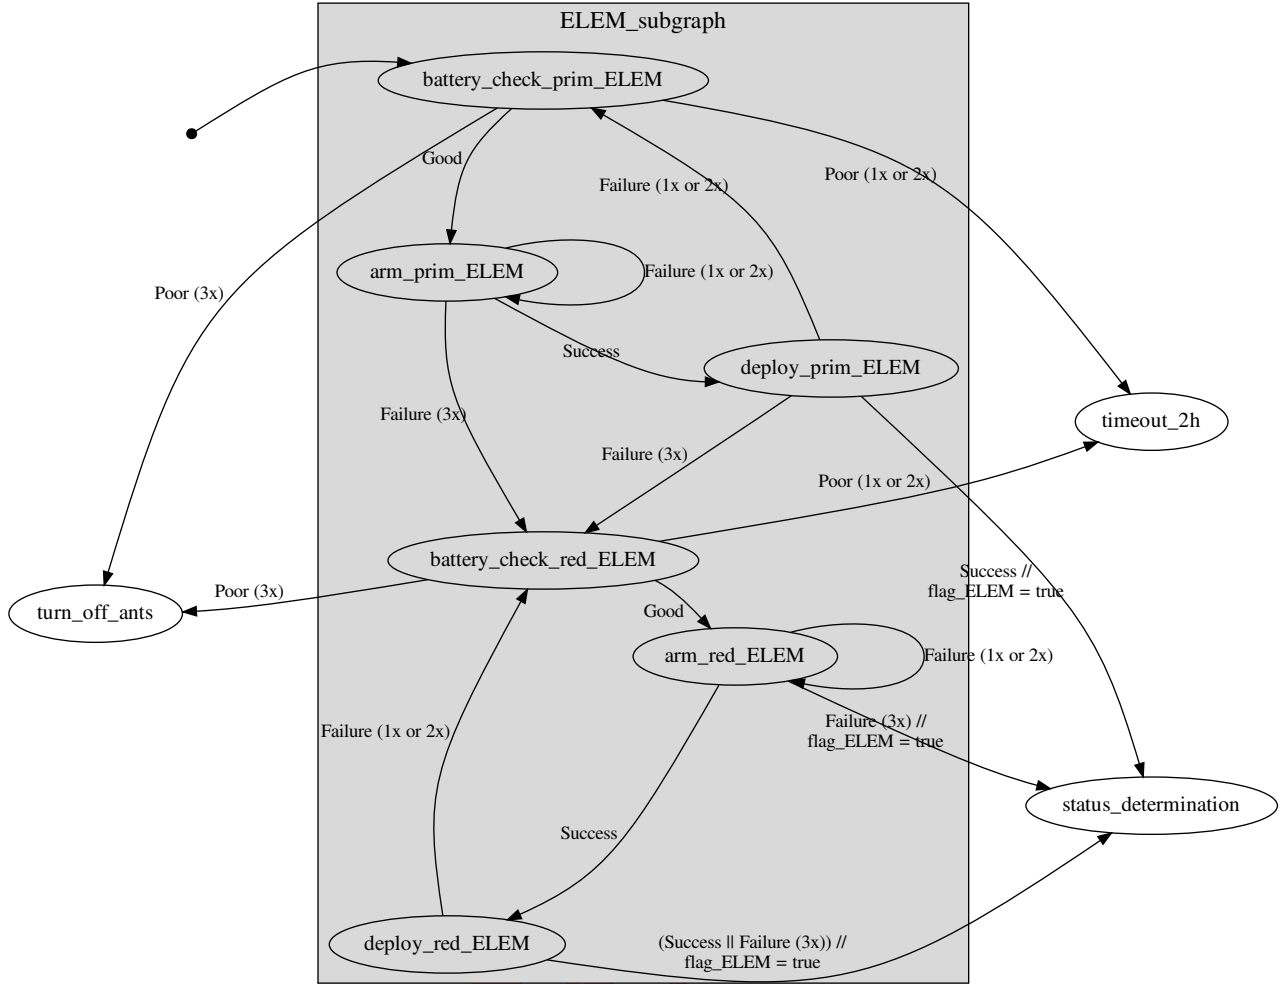 ELEM_subgraph
battery_check_prim_ELEM
Good
Poor (1x or 2x)
Failure (1x or 2x)
arm_prim_ELEM
Failure (1x or 2x)
Poor (3x)
Success
deploy_prim_ELEM
Failure (3x)
timeout_2h
Failure (3x)
Poor (1x or 2x)
battery_check_red_ELEM
Success //
flag_ELEM = true
Poor (3x)
turn_off_ants
Good
arm_red_ELEM
Failure (1x or 2x)
Failure (1x or 2x)
Failure (3x) //
flag_ELEM = true
status_determination
Success
deploy_red_ELEM
(Success || Failure (3x)) //
flag_ELEM = true